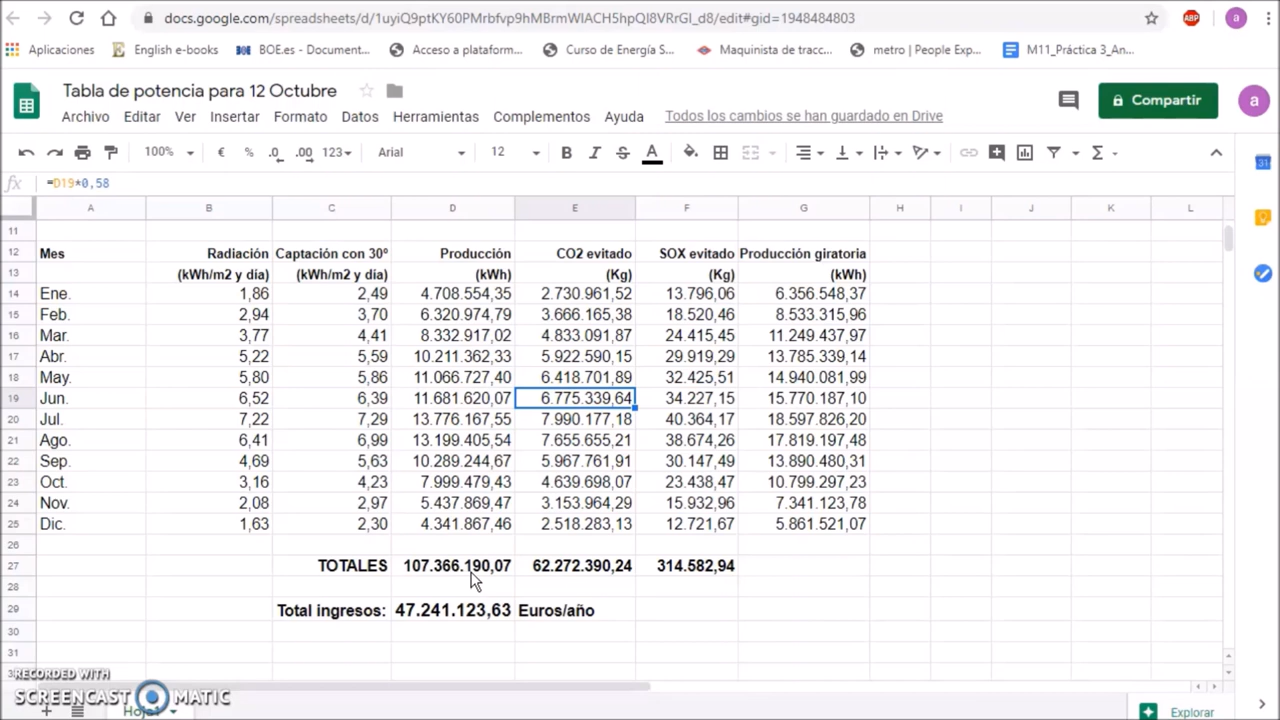 docs.google.com/spreadsheets/d/1uyiQ9ptKY60PMrbfvp9hMBrmWIACH5hpQI8VRrGI_d8/edit#gid=1948484803
ABP
a
Aplicaciones
English e-books
BOE.es - Document...
Acceso a plataform...
Curso de Energía S...
Maquinista de tracc...
metro | People Exp...
M11_Práctica 3_An...
Tabla de potencia para 12 Octubre
Compartir
a
Archivo Editar Ver Insertar Formato Datos Herramientas Complementos Ayuda Todos los cambios se han guardado en Drive
100% € % .0 .00 123 Arial 12 B I S A Σ
fx =D19*0,58
31
A B C D E F G H I J K L
11
12 Mes Radiación Captación con 30º Producción CO2 evitado SOX evitado Producción giratoria
13 (kWh/m2 y día) (kWh/m2 y día) (kWh) (Kg) (Kg) (kWh)
14 Ene. 1,86 2,49 4.708.554,35 2.730.961,52 13.796,06 6.356.548,37
15 Feb. 2,94 3,70 6.320.974,79 3.666.165,38 18.520,46 8.533.315,96
16 Mar. 3,77 4,41 8.332.917,02 4.833.091,87 24.415,45 11.249.437,97
17 Abr. 5,22 5,59 10.211.362,33 5.922.590,15 29.919,29 13.785.339,14
18 May. 5,80 5,86 11.066.727,40 6.418.701,89 32.425,51 14.940.081,99
19 Jun. 6,52 6,39 11.681.620,07 6.775.339,64 34.227,15 15.770.187,10
20 Jul. 7,22 7,29 13.776.167,55 7.990.177,18 40.364,17 18.597.826,20
21 Ago. 6,41 6,99 13.199.405,54 7.655.655,21 38.674,26 17.819.197,48
22 Sep. 4,69 5,63 10.289.244,67 5.967.761,91 30.147,49 13.890.480,31
23 Oct. 3,16 4,23 7.999.479,43 4.639.698,07 23.438,47 10.799.297,23
24 Nov. 2,08 2,97 5.437.869,47 3.153.964,29 15.932,96 7.341.123,78
25 Dic. 1,63 2,30 4.341.867,46 2.518.283,13 12.721,67 5.861.521,07
26
27 TOTALES 107.366.190,07 62.272.390,24 314.582,94
28
29 Total ingresos: 47.241.123,63 Euros/año
30
31
RECORDED WITH
SCREENCAST MATIC
Hoja1
Explorar